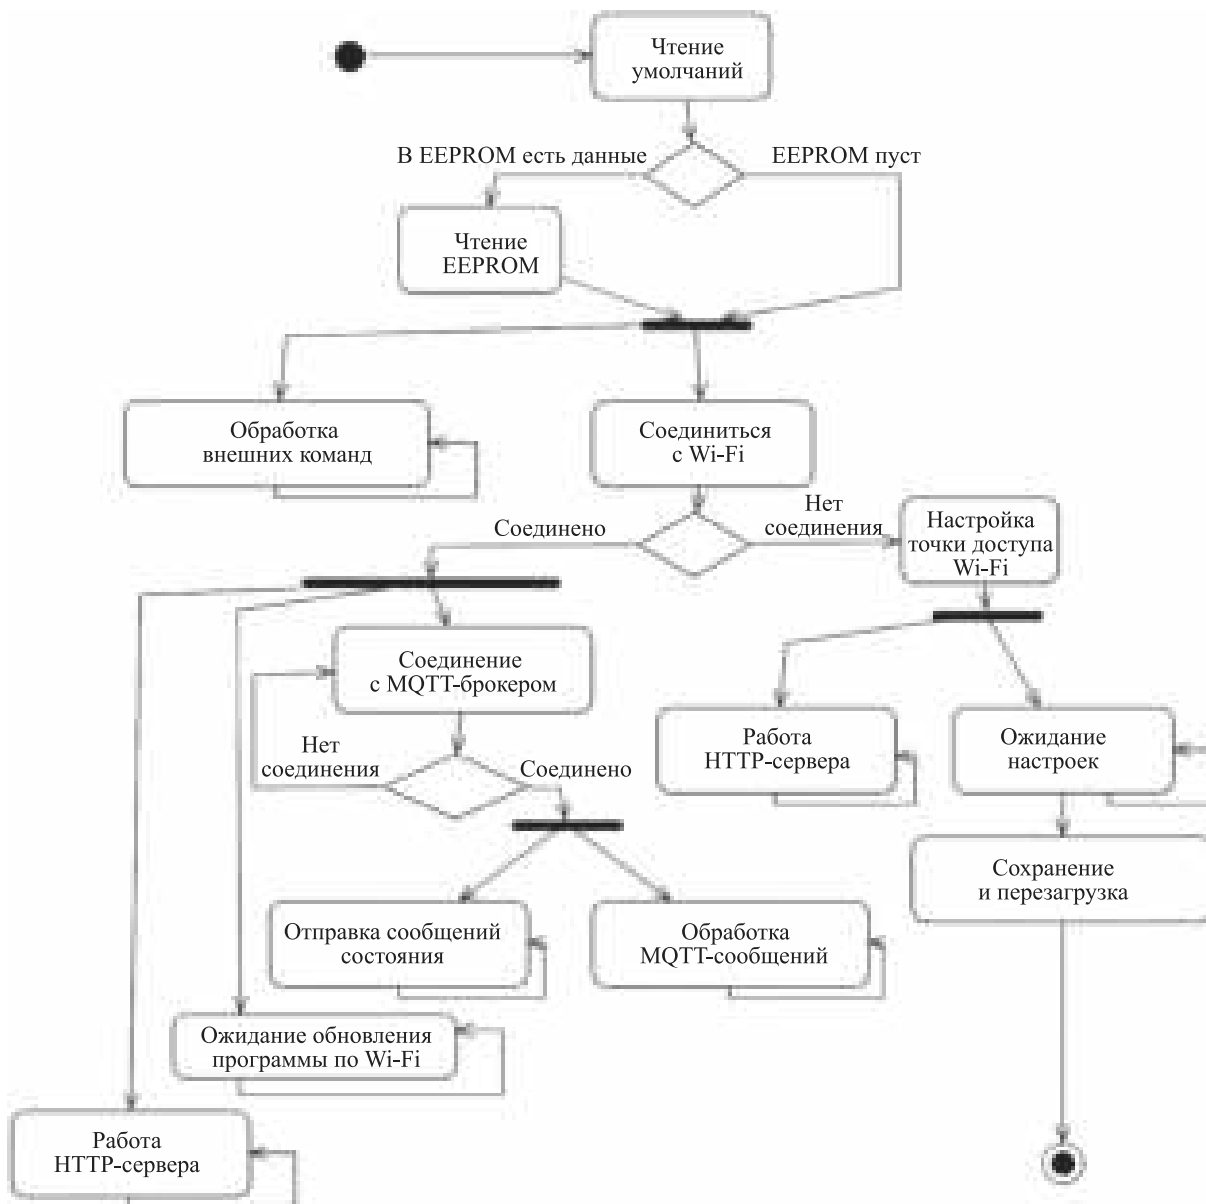 Чтение
умолчаний
В EEPROM есть данные
EEPROM пуст
Чтение
EEPROM
Обработка
внешних команд
Соединиться
с Wi-Fi
Соединено
Нет
соединения
Настройка
точки доступа
Wi-Fi
Соединение
с MQTT-брокером
Нет
соединения
Соединено
Работа
HTTP-сервера
Ожидание
настроек
Сохранение
и перезагрузка
Отправка сообщений
состояния
Обработка
MQTT-сообщений
Ожидание обновления
программы по Wi-Fi
Работа
HTTP-сервера